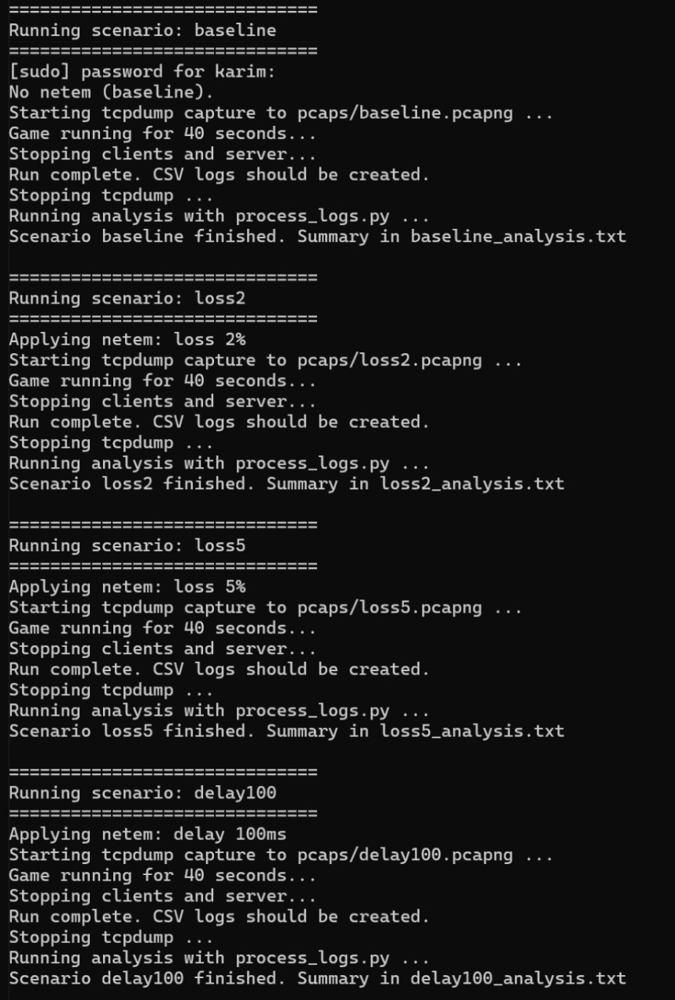 ==============================
Running scenario: baseline
==============================
[sudo] password for karim:
No netem (baseline).
Starting tcpdump capture to pcaps/baseline.pcapng ...
Game running for 40 seconds...
Stopping clients and server...
Run complete. CSV logs should be created.
Stopping tcpdump ...
Running analysis with process_logs.py ...
Scenario baseline finished. Summary in baseline_analysis.txt

==============================
Running scenario: loss2
==============================
Applying netem: loss 2%
Starting tcpdump capture to pcaps/loss2.pcapng ...
Game running for 40 seconds...
Stopping clients and server...
Run complete. CSV logs should be created.
Stopping tcpdump ...
Running analysis with process_logs.py ...
Scenario loss2 finished. Summary in loss2_analysis.txt

==============================
Running scenario: loss5
==============================
Applying netem: loss 5%
Starting tcpdump capture to pcaps/loss5.pcapng ...
Game running for 40 seconds...
Stopping clients and server...
Run complete. CSV logs should be created.
Stopping tcpdump ...
Running analysis with process_logs.py ...
Scenario loss5 finished. Summary in loss5_analysis.txt

==============================
Running scenario: delay100
==============================
Applying netem: delay 100ms
Starting tcpdump capture to pcaps/delay100.pcapng ...
Game running for 40 seconds...
Stopping clients and server...
Run complete. CSV logs should be created.
Stopping tcpdump ...
Running analysis with process_logs.py ...
Scenario delay100 finished. Summary in delay100_analysis.txt